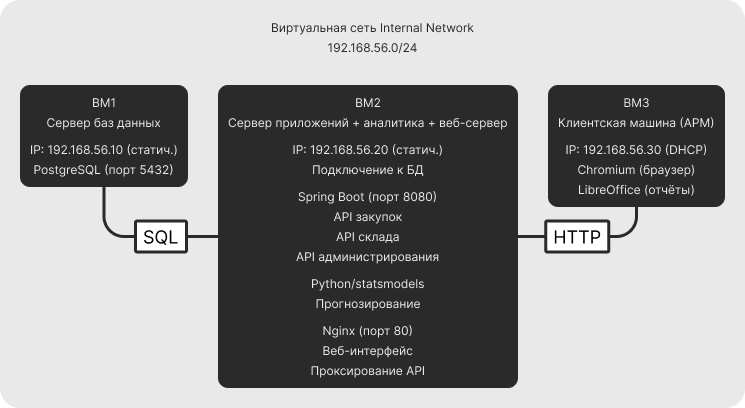 Виртуальная сеть Internal Network
192.168.56.0/24
ВМ1
Сервер баз данных
IP: 192.168.56.10 (статич.)
PostgreSQL (порт 5432)
ВМ2
Сервер приложений + аналитика + веб-сервер
IP: 192.168.56.20 (статич.)
Подключение к БД
Spring Boot (порт 8080)
API закупок
API склада
API администрирования
Python/statsmodels
Прогнозирование
Nginx (порт 80)
Веб-интерфейс
Проксирование API
ВМ3
Клиентская машина (АРМ)
IP: 192.168.56.30 (DHCP)
Chromium (браузер)
LibreOffice (отчёты)
SQL
HTTP